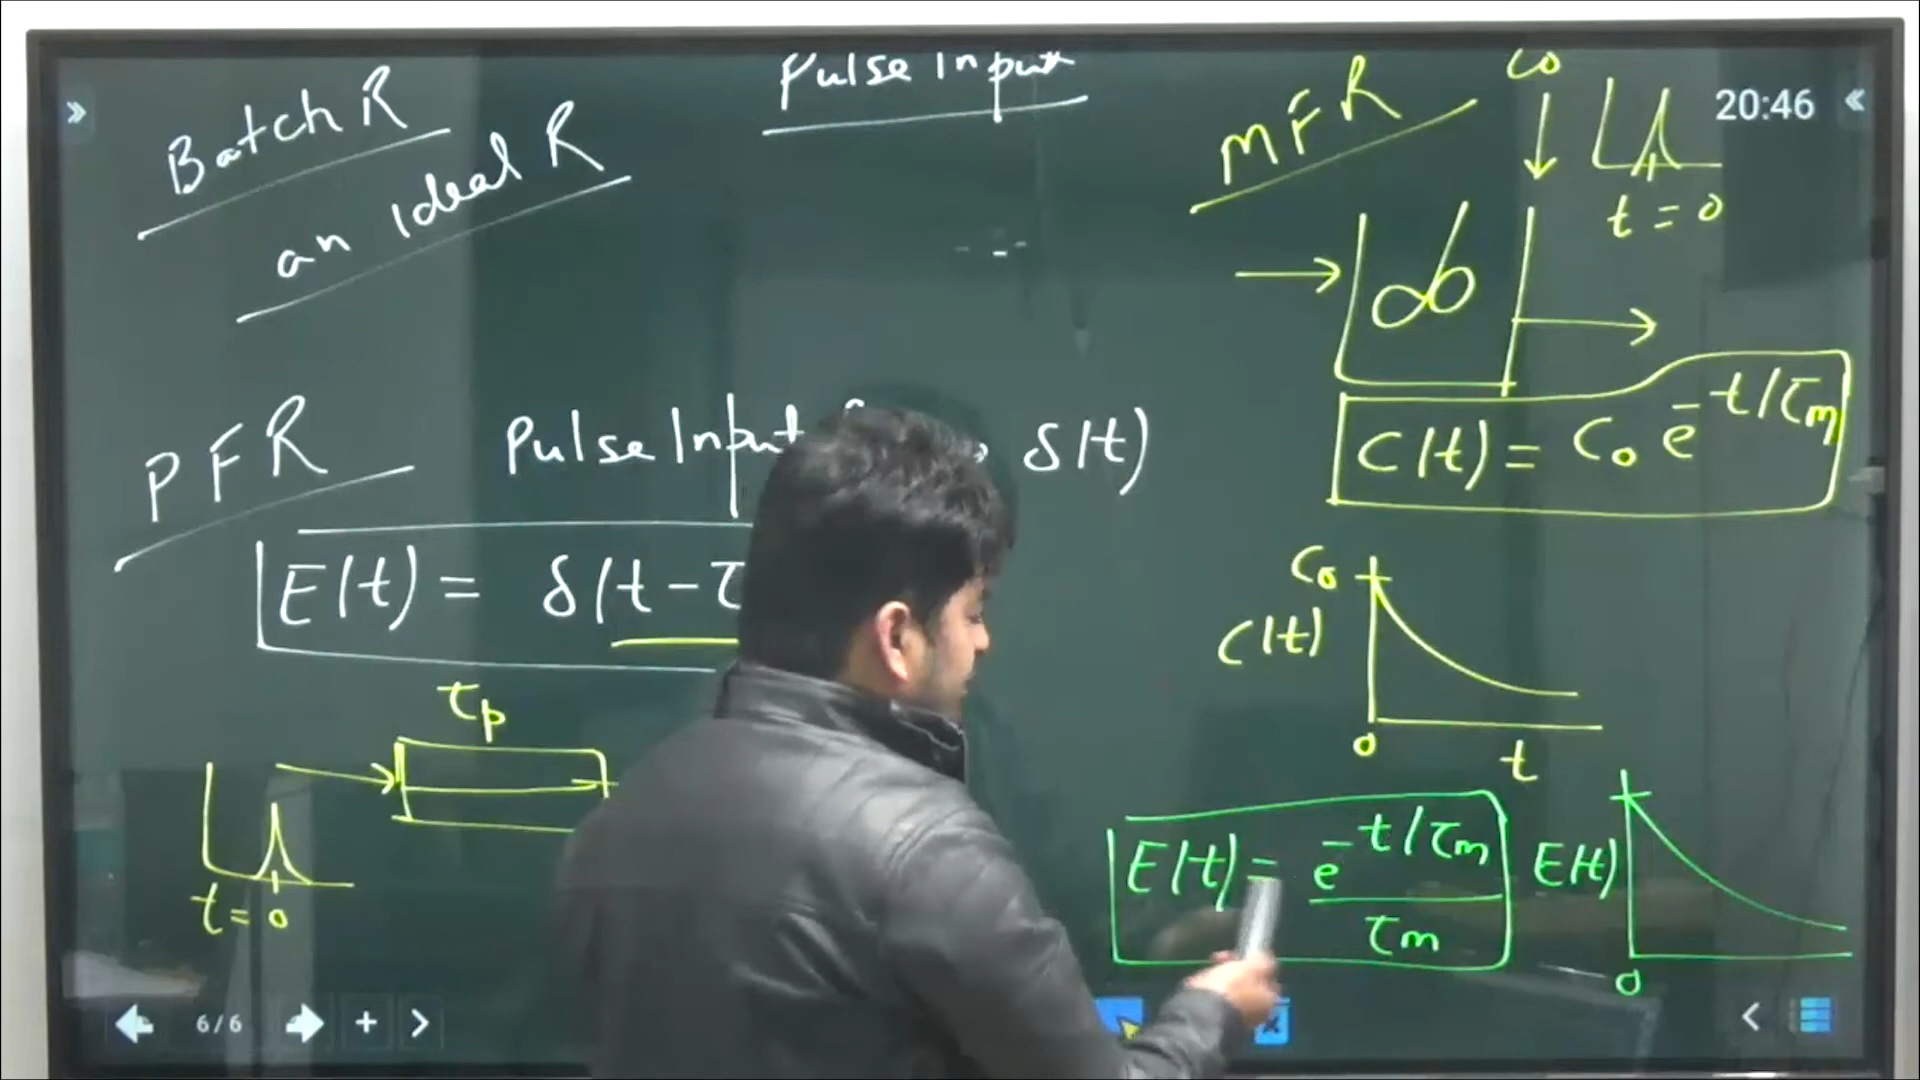 Batch R
an ideal R
Pulse Input
MFR
C0
20:46
t = 0
C(t) = C0 e^-t/τm
PFR
Pulse Input
δ(t)
E(t) = δ(t-τ
C0
C(t)
0
t
τp
t = 0
E(t) = e^-t/τm / τm
E(t)
0
6/6